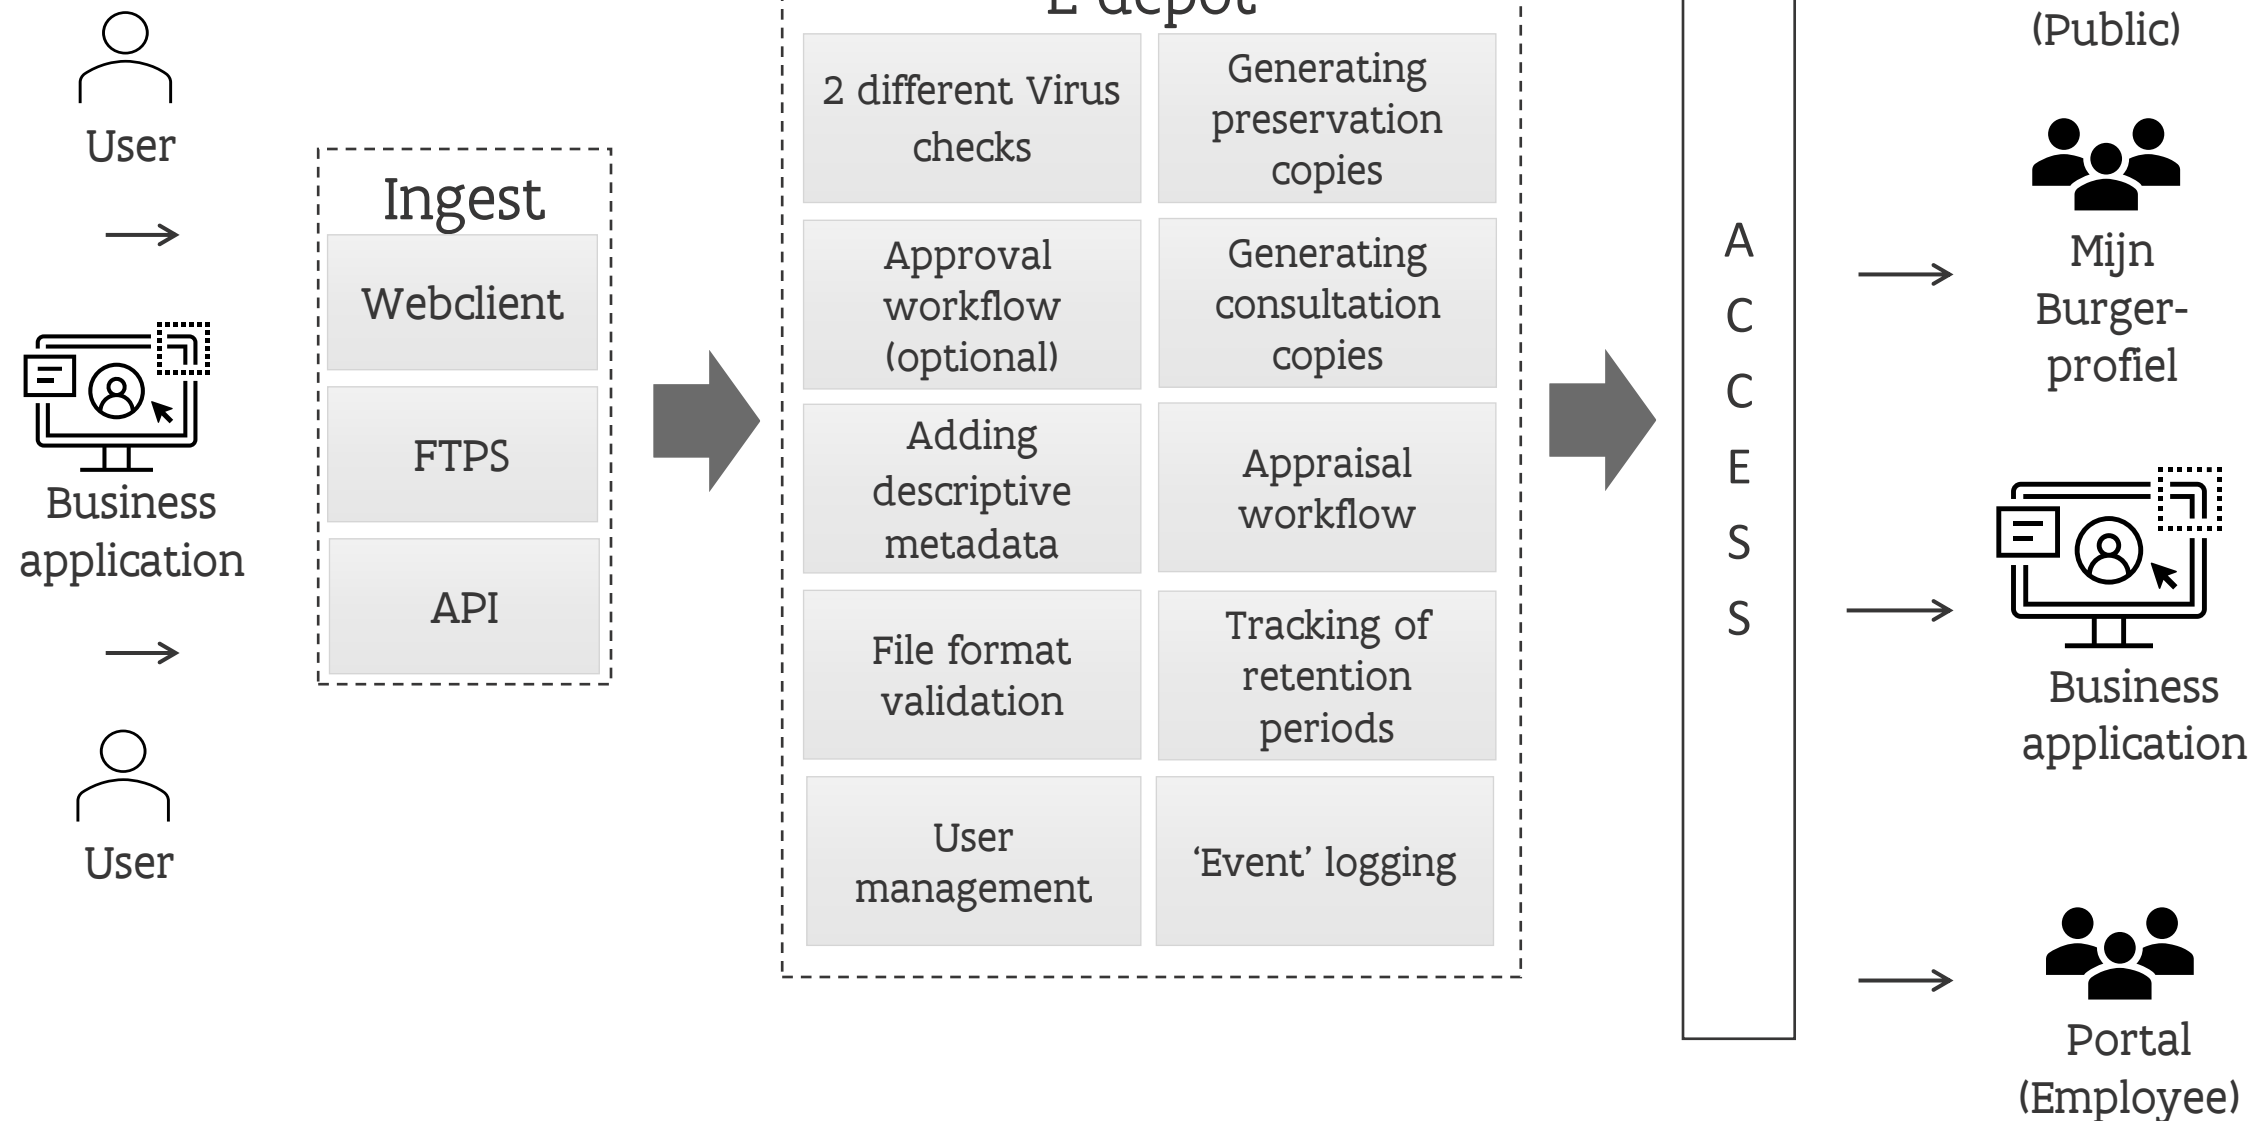 User
Business
application
User
Ingest
Webclient
FTPS
API
E-depot
2 different Virus
checks
Generating
preservation
copies
Approval
workflow
(optional)
Generating
consultation
copies
Adding
descriptive
metadata
Appraisal
workflow
File format
validation
Tracking of
retention
periods
User
management
‘Event’ logging
A
C
C
E
S
S
(Public)
Mijn
Burger-
profiel
Business
application
Portal
(Employee)